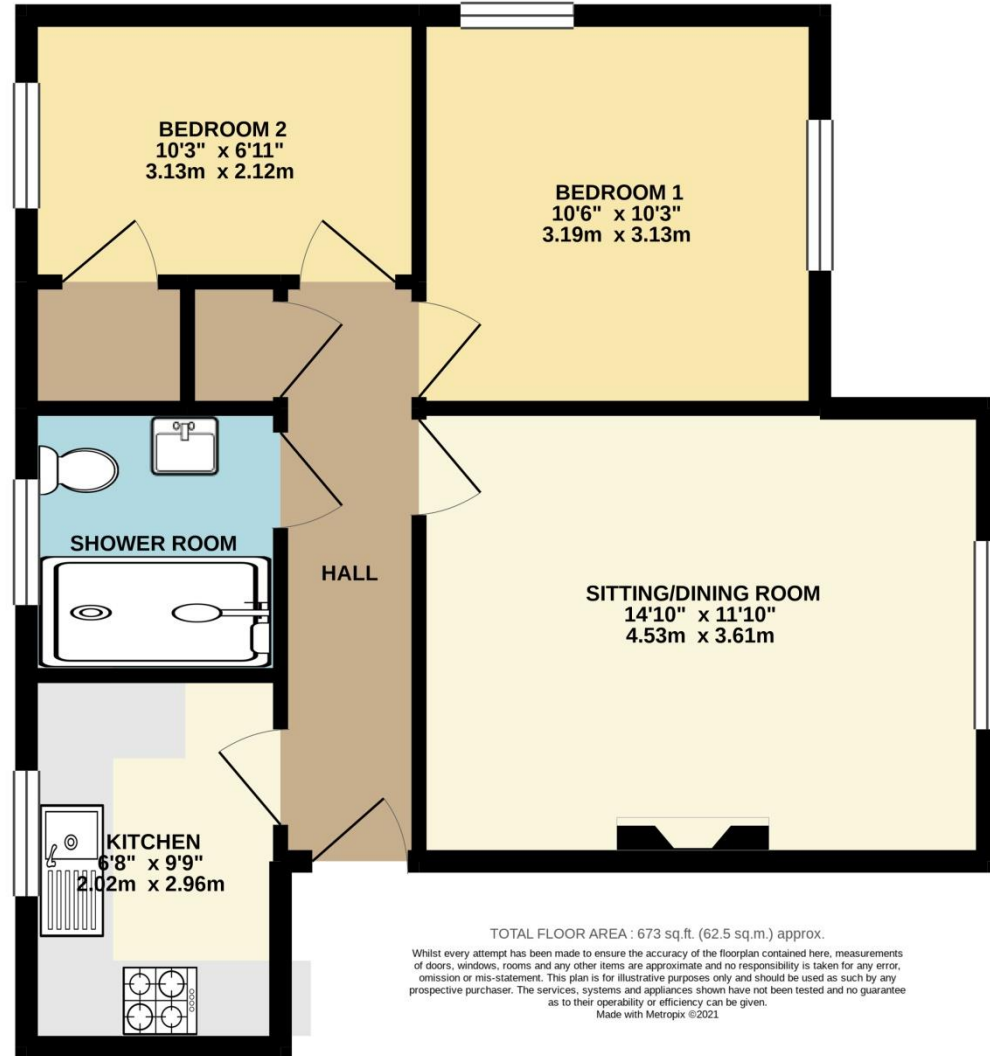 BEDROOM 2
10'3" x 6'11"
3.13m x 2.12m
BEDROOM 1
10'6" x 10'3"
3.19m x 3.13m
SHOWER ROOM
HALL
SITTING/DINING ROOM
14'10" x 11'10"
4.53m x 3.61m
KITCHEN
6'8" x 9'9"
2.02m x 2.96m
TOTAL FLOOR AREA : 673 sq.ft. (62.5 sq.m.) approx.
Whilst every attempt has been made to ensure the accuracy of the floorplan contained here, measurements
of doors, windows, rooms and any other items are approximate and no responsibility is taken for any error,
omission or mis-statement. This plan is for illustrative purposes only and should be used as such by any
prospective purchaser. The services, systems and appliances shown have not been tested and no guarantee
as to their operability or efficiency can be given.
Made with Metropix ©2021